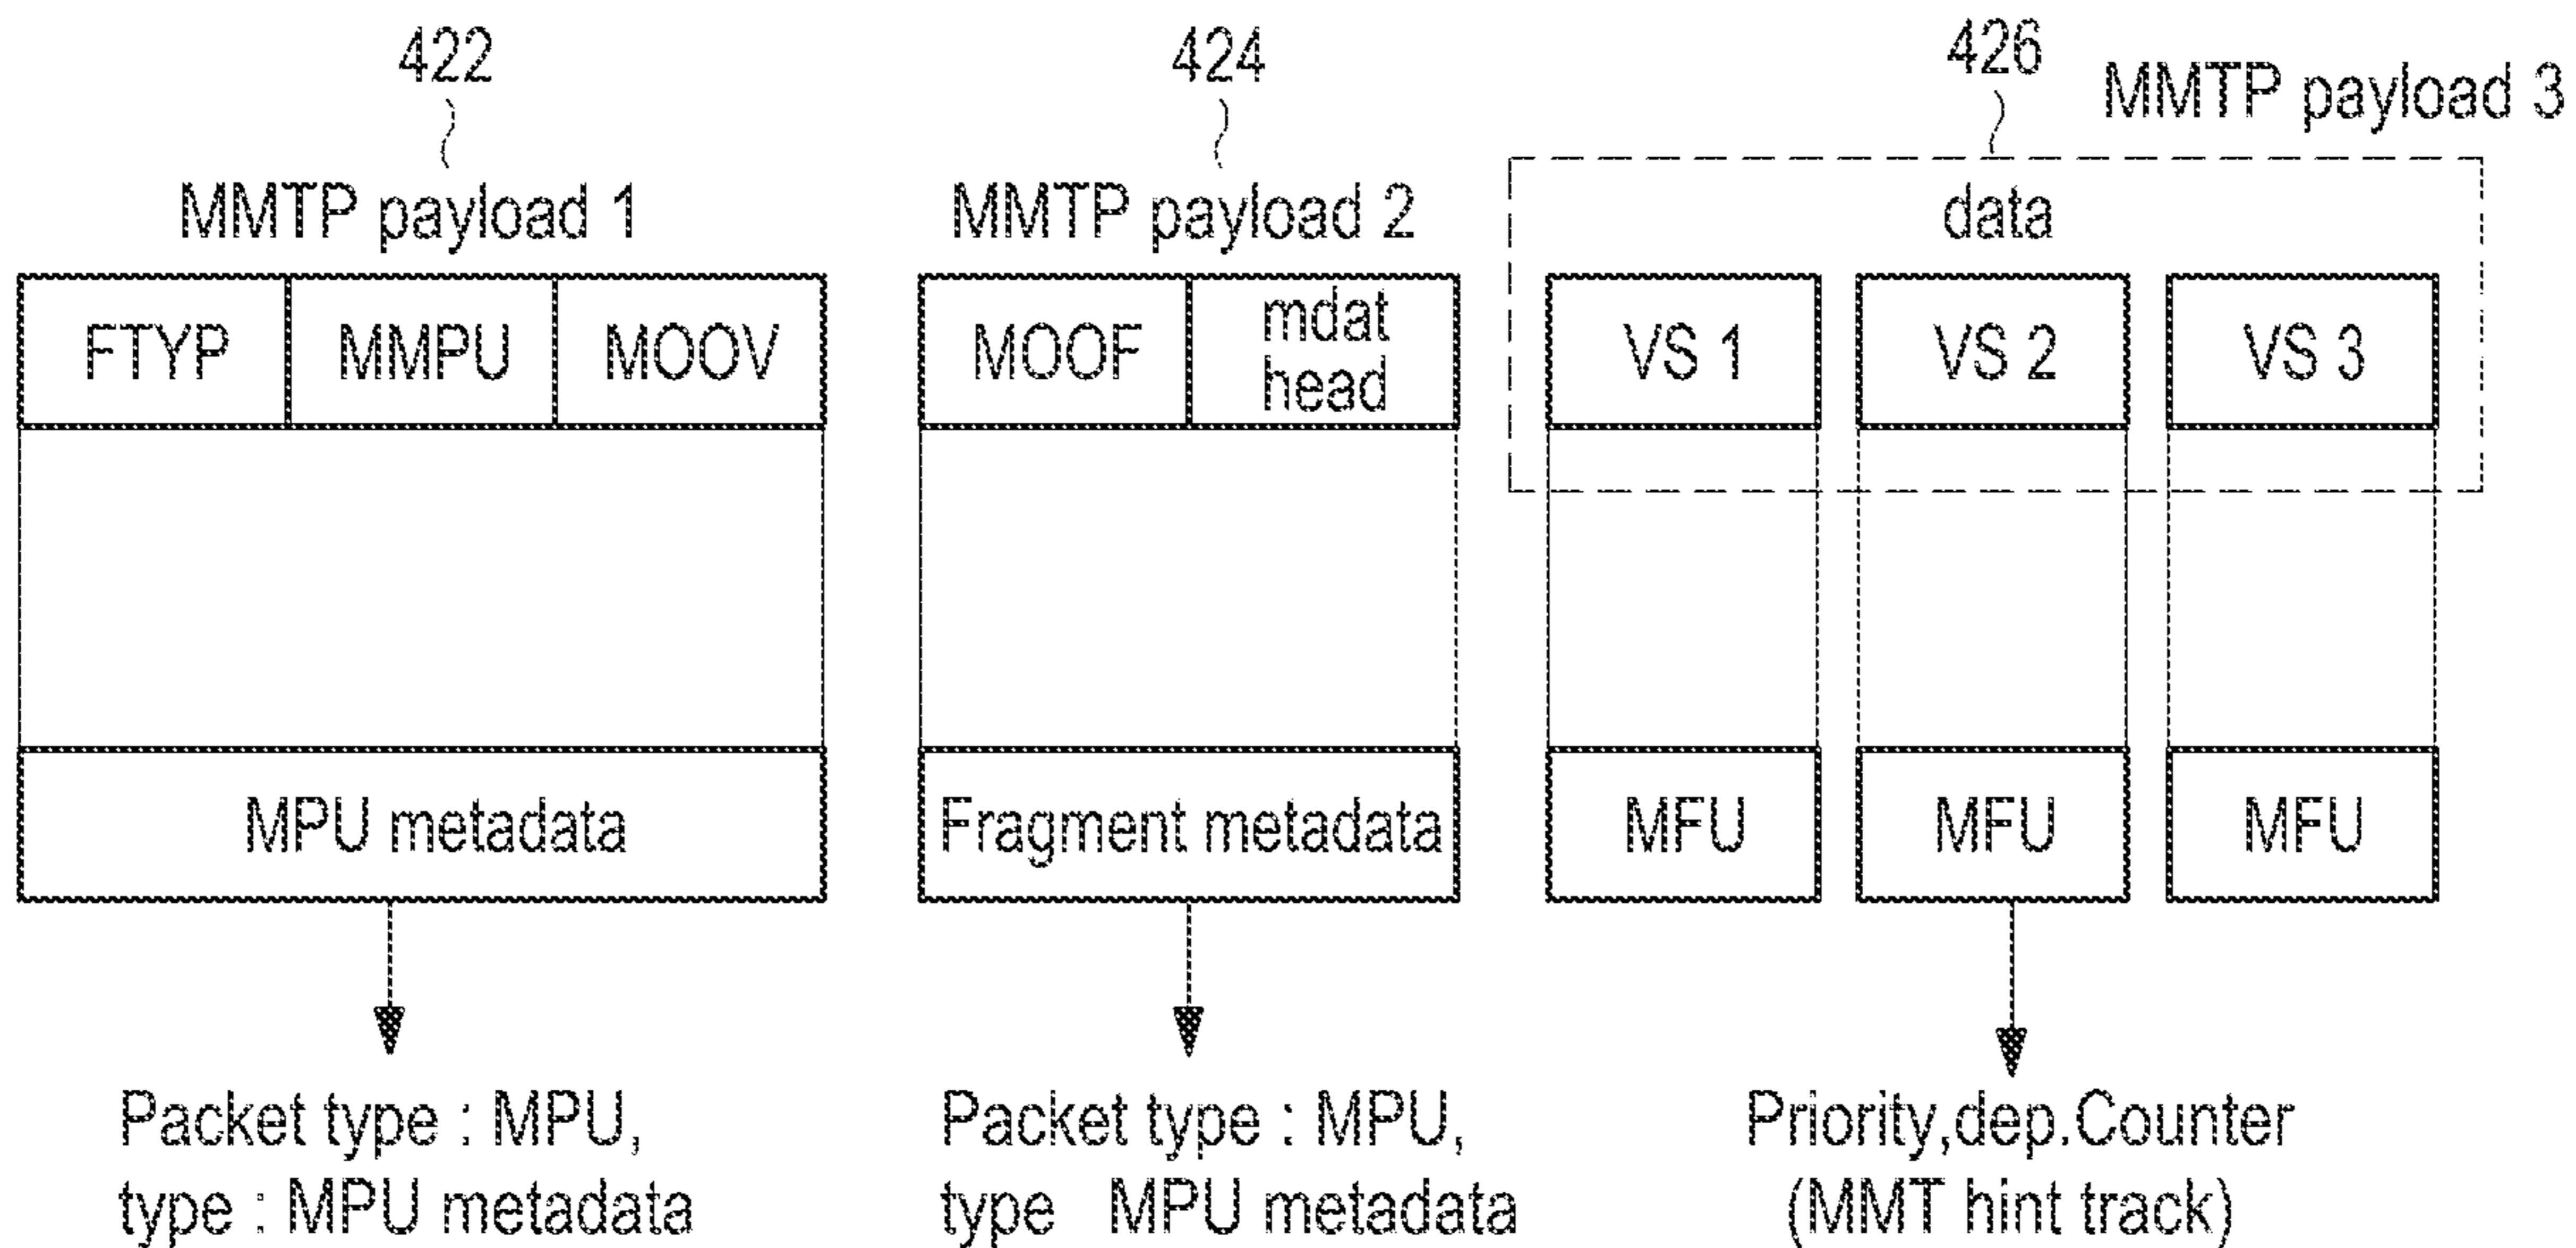 422
424
426
MMTP payload 3
MMTP payload 1
MMTP payload 2
data
FTYP
MMPU
MOOV
MOOF
mdat
head
VS 1
VS 2
VS 3
MPU metadata
Fragment metadata
MFU
MFU
MFU
Packet type : MPU,
type : MPU metadata
Packet type : MPU,
type MPU metadata
Priority,dep.Counter
(MMT hint track)